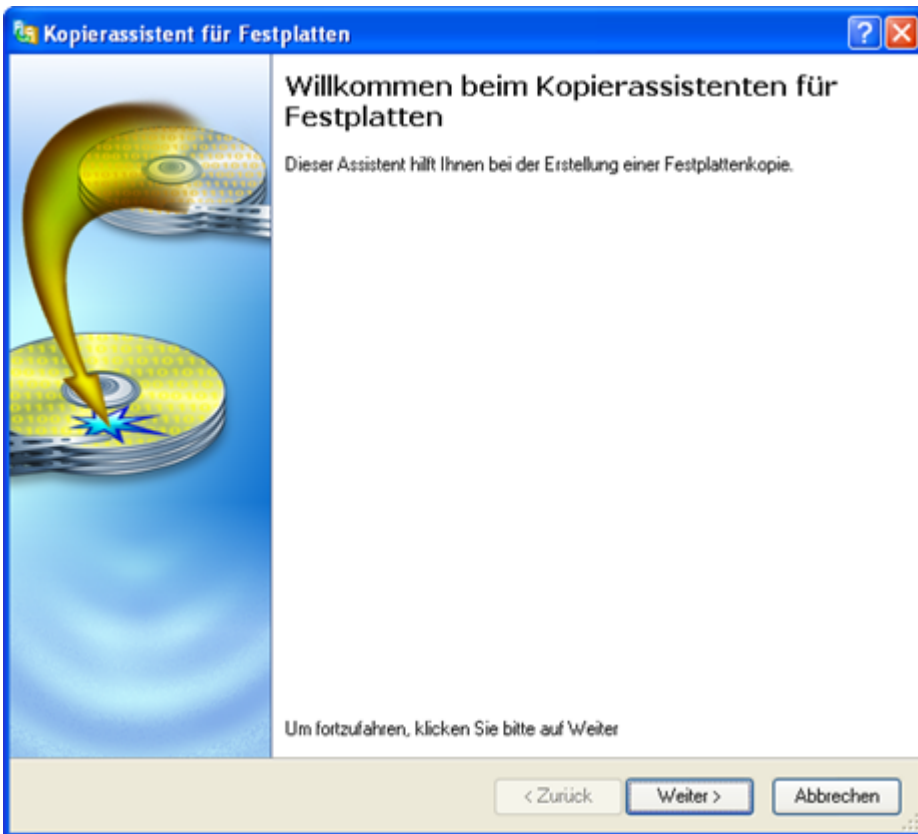 Kopierassistent für Festplatten
Willkommen beim Kopierassistenten für
Festplatten
Dieser Assistent hilft Ihnen bei der Erstellung einer Festplattenkopie.
Um fortzufahren, klicken Sie bitte auf Weiter
< Zurück
Weiter >
Abbrechen